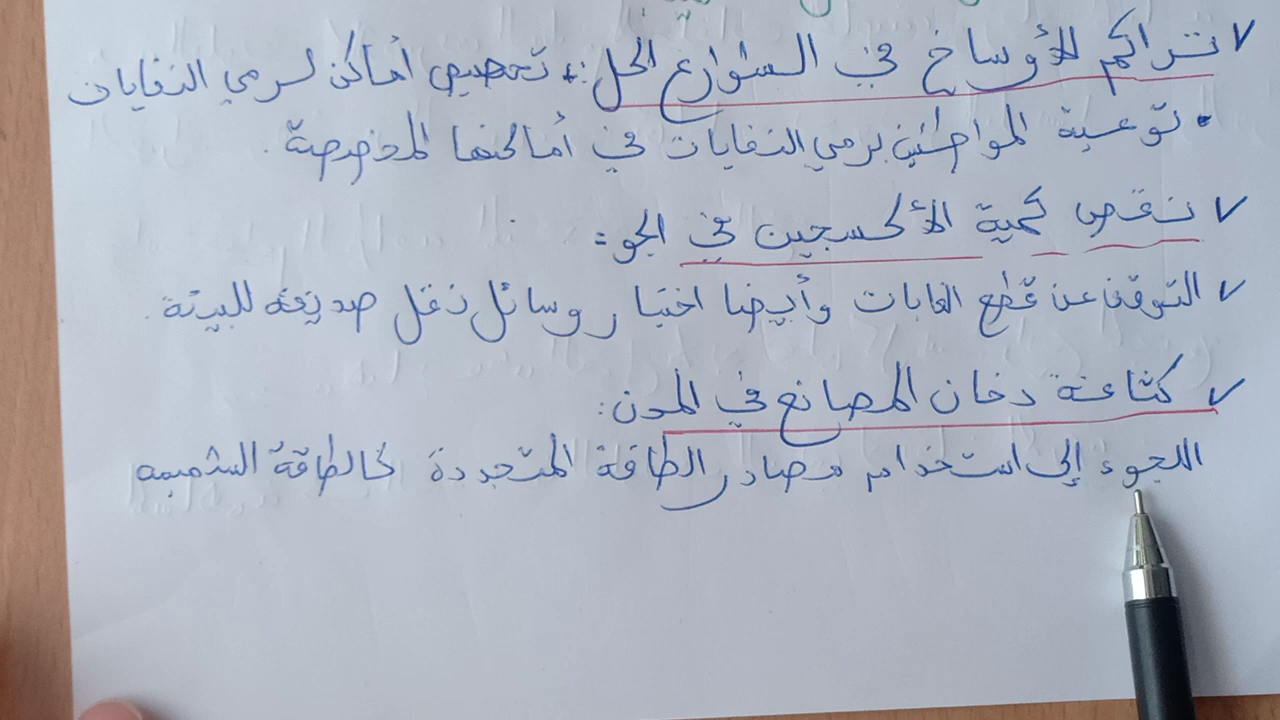 ✓ تراكم الأوساخ في الشوارع الحل: • تخصيص أماكن لرمي النفايات
• توعية المواطنين برمي النفايات في أماكنها المخصصة.
✓ نقص كمية الأكسجين في الجو:
✓ التوقف عن قطع الغابات وأيضا اختيار وسائل نقل صديقة للبيئة.
✓ كثافة دخان المصانع في المدن:
اللجوء إلى استخدام مصادر الطاقة المتجددة كالطاقة الشمسية